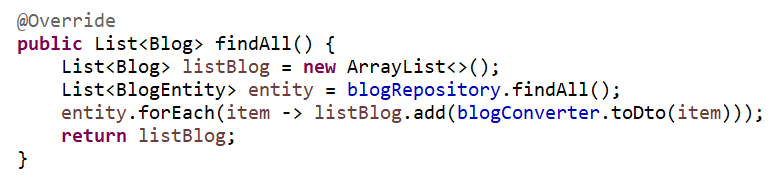 @Override
public List<Blog> findAll() {
    List<Blog> listBlog = new ArrayList<>();
    List<BlogEntity> entity = blogRepository.findAll();
    entity.forEach(item -> listBlog.add(blogConverter.toDto(item)));
    return listBlog;
}